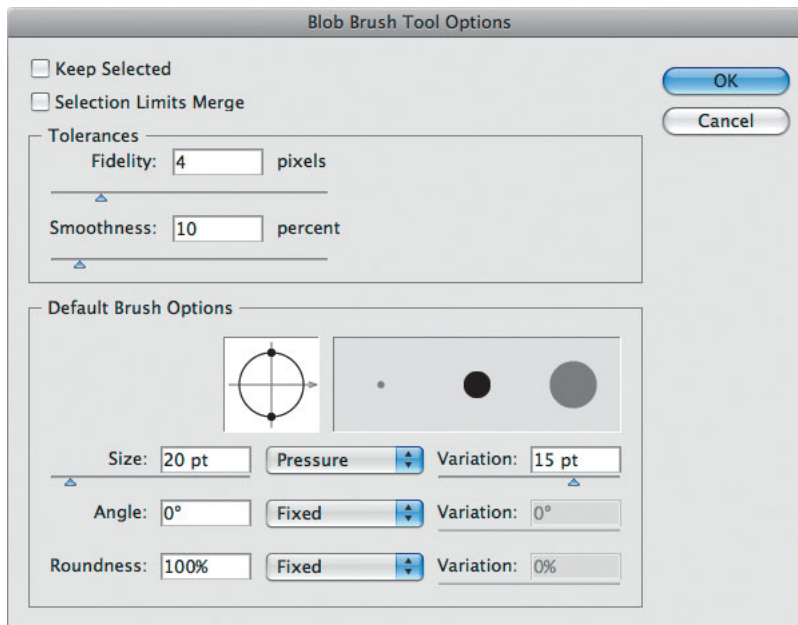 Blob Brush Tool Options
Keep Selected
Selection Limits Merge
OK
Cancel
Tolerances
Fidelity: 4 pixels
Smoothness: 10 percent
Default Brush Options
Size: 20 pt Pressure Variation: 15 pt
Angle: 0° Fixed Variation: 0°
Roundness: 100% Fixed Variation: 0%